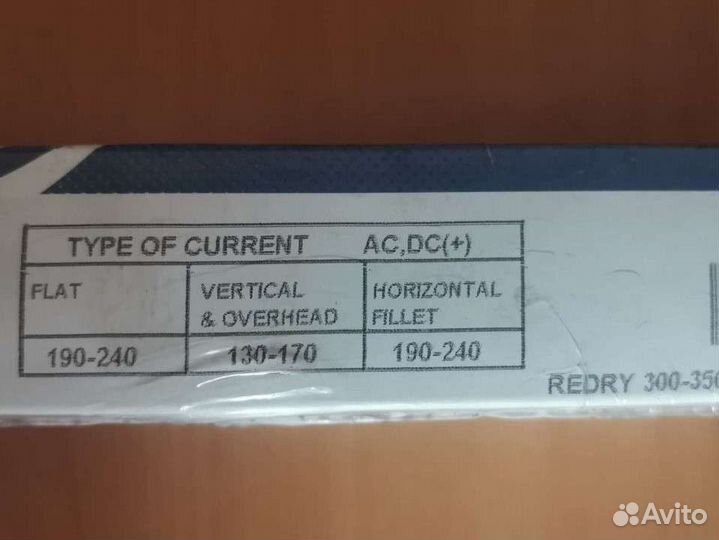 TYPE OF CURRENT AC,DC(+)
FLAT VERTICAL & OVERHEAD HORIZONTAL FILLET
190-240 130-170 190-240
REDRY 300-350
Avito